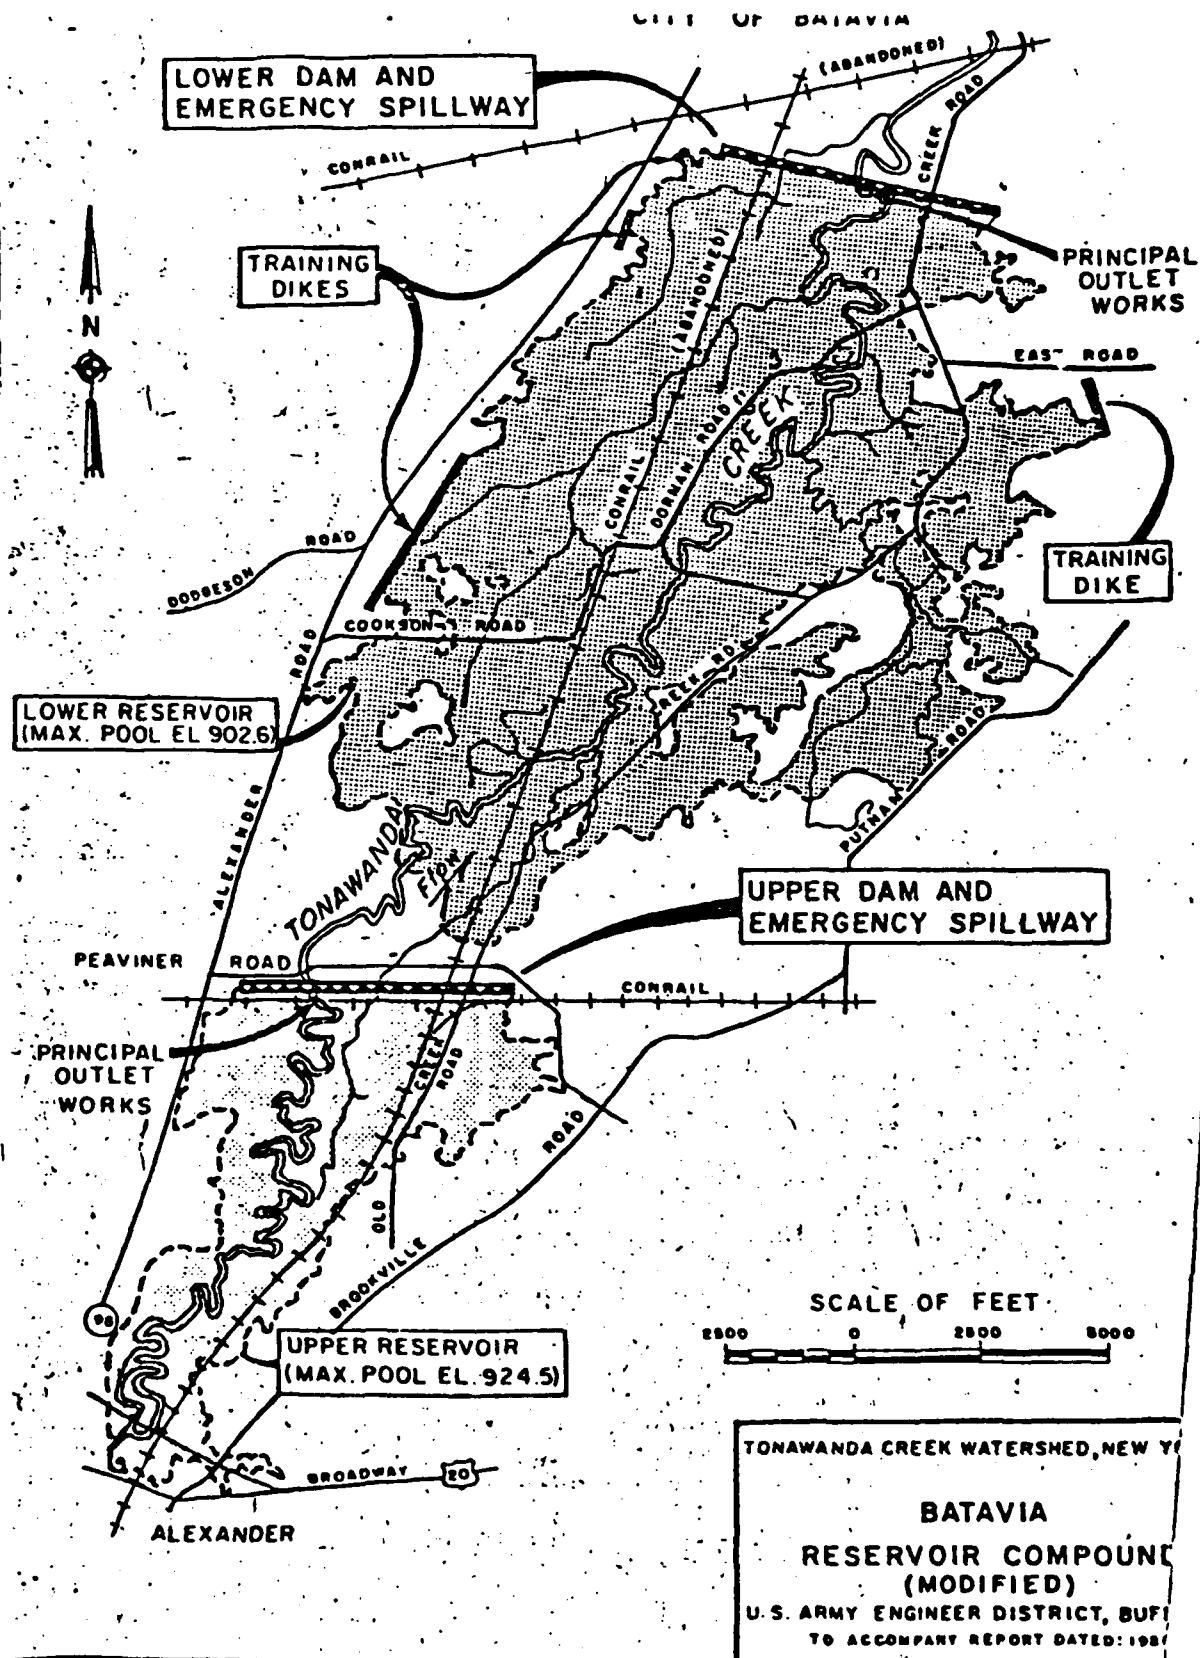 CITY OF BATAVIA
(ABANDONED)
LOWER DAM AND
EMERGENCY SPILLWAY
CONRAIL
CREEK ROAD
TRAINING
DIKES
N
(ABANDONED)
PRINCIPAL
OUTLET
WORKS
EAST ROAD
CONRAIL
DORMAN ROAD
CREEK
DODGESON ROAD
TRAINING
DIKE
COOKSON ROAD
ROAD
LOWER RESERVOIR
(MAX. POOL EL 902.6)
CREEK RD.
PUTNAM ROAD
ALEXANDER
TONAWANDA
Flow
UPPER DAM AND
EMERGENCY SPILLWAY
PEAVINER ROAD
CONRAIL
PRINCIPAL
OUTLET
WORKS
CREEK
ROAD
OLD
BROOKVILLE ROAD
98
SCALE OF FEET
2500 0 2500 5000
UPPER RESERVOIR
(MAX. POOL EL. 924.5)
BROADWAY 20
ALEXANDER
TONAWANDA CREEK WATERSHED, NEW Y
BATAVIA
RESERVOIR COMPOUND
(MODIFIED)
U.S. ARMY ENGINEER DISTRICT, BUF
TO ACCOMPANY REPORT DATED: 198